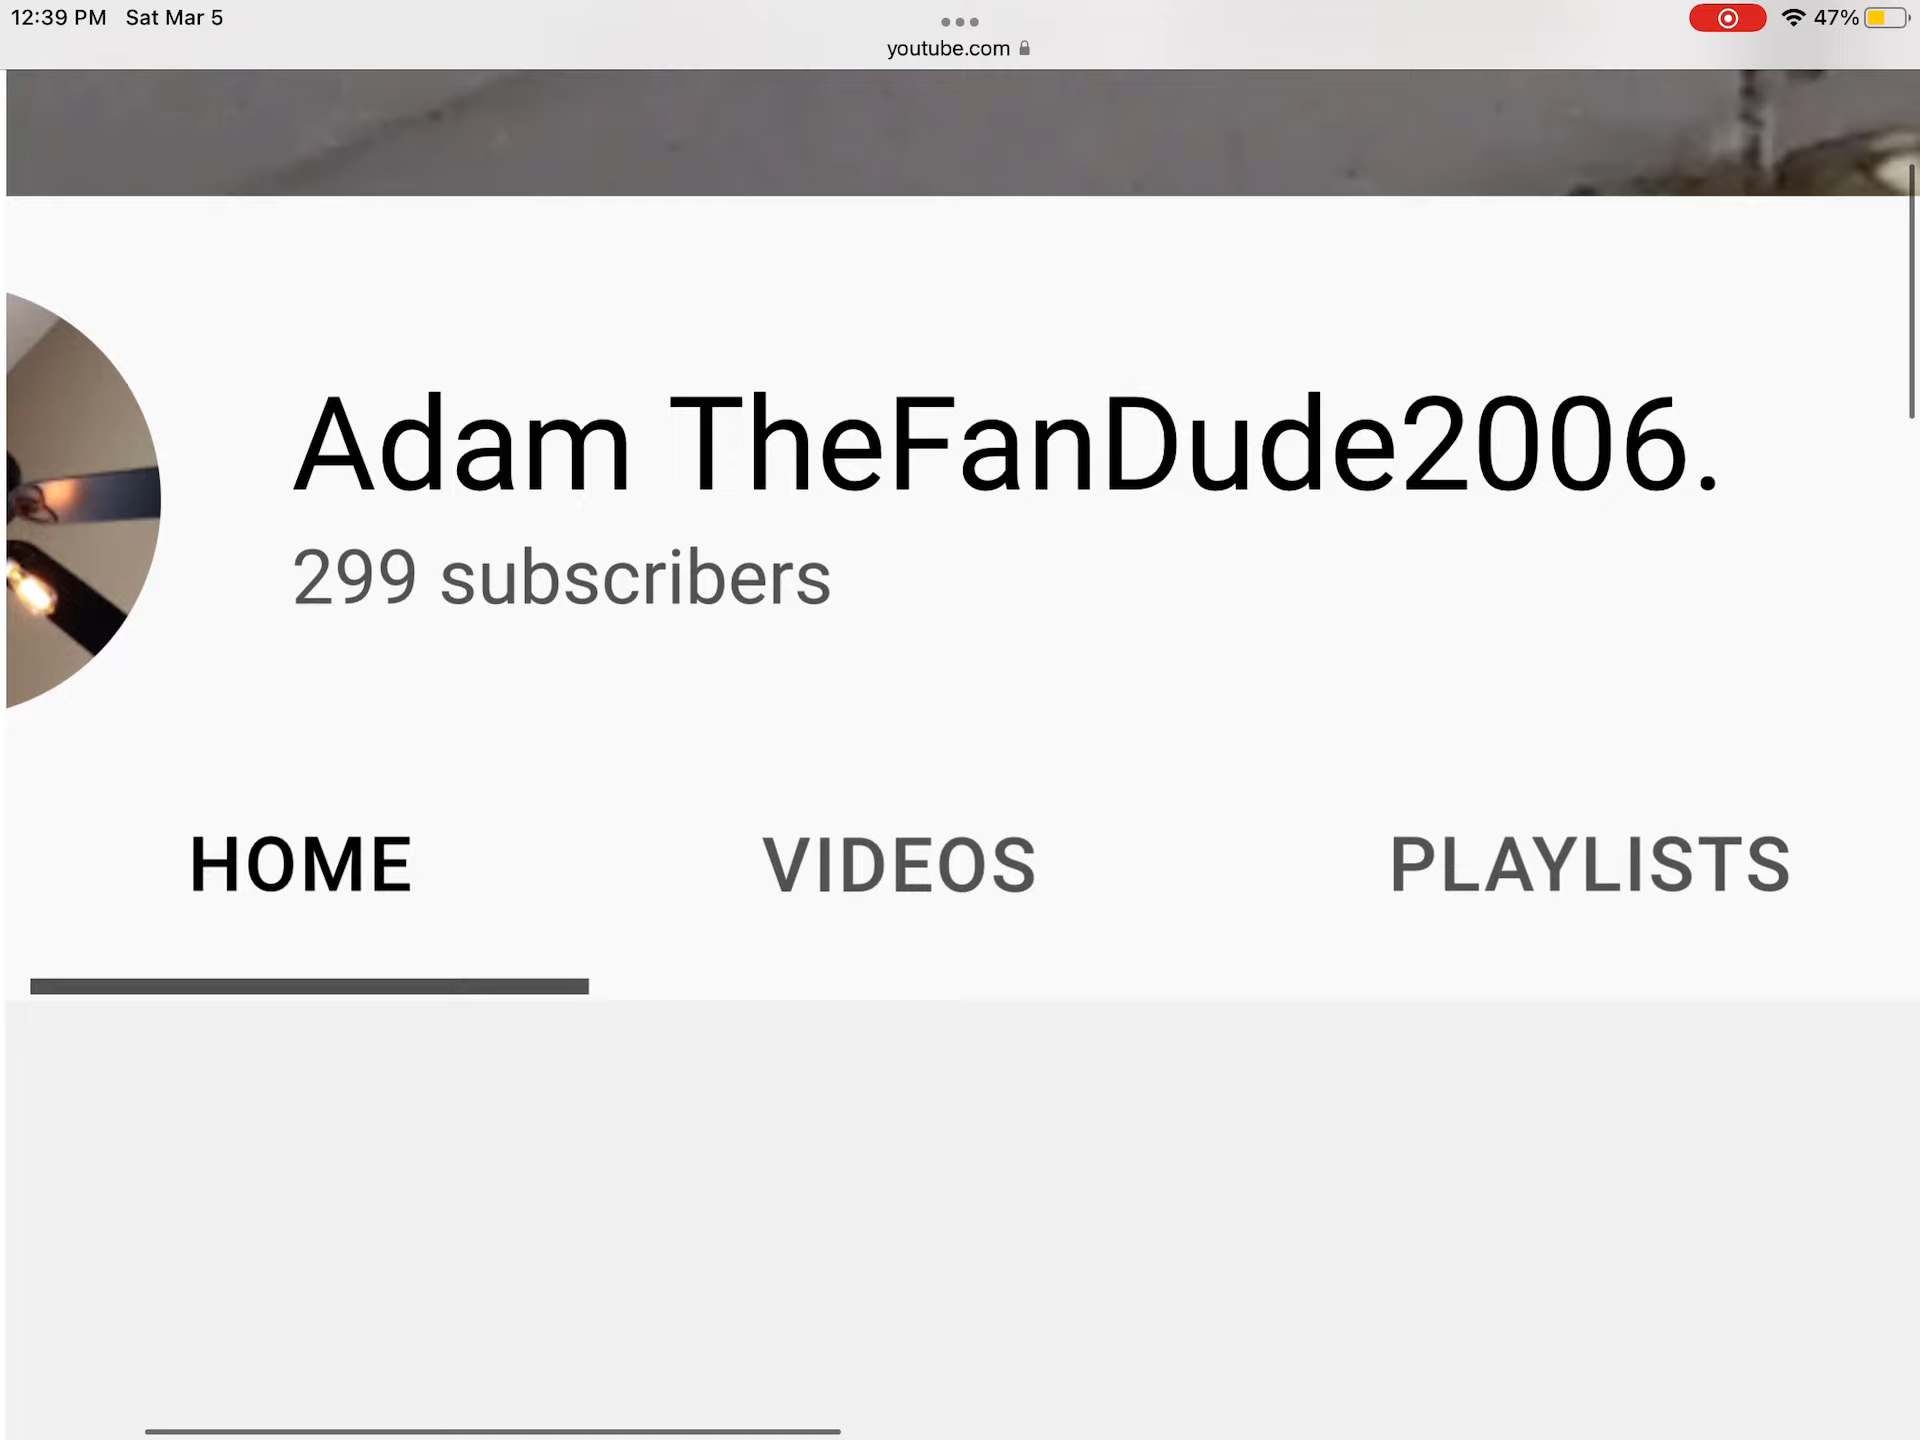 12:39 PM Sat Mar 5
47%
youtube.com
Adam TheFanDude2006.
299 subscribers
HOME VIDEOS PLAYLISTS